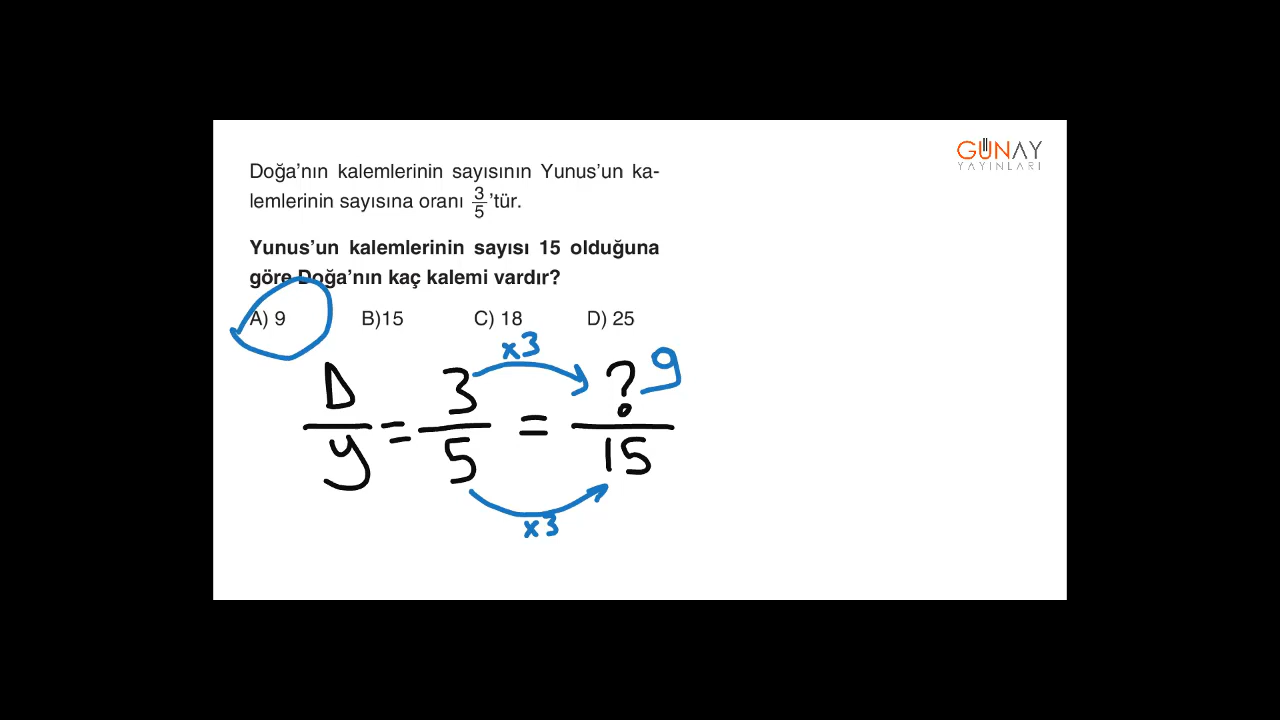 GÜNAY
YAYINLARI
Doğa'nın kalemlerinin sayısının Yunus'un ka-
lemlerinin sayısına oranı 3/5'tür.
Yunus'un kalemlerinin sayısı 15 olduğuna
göre Doğa'nın kaç kalemi vardır?
A) 9 B)15 C) 18 D) 25
x3
D/y = 3/5 = ?/15 9
x3